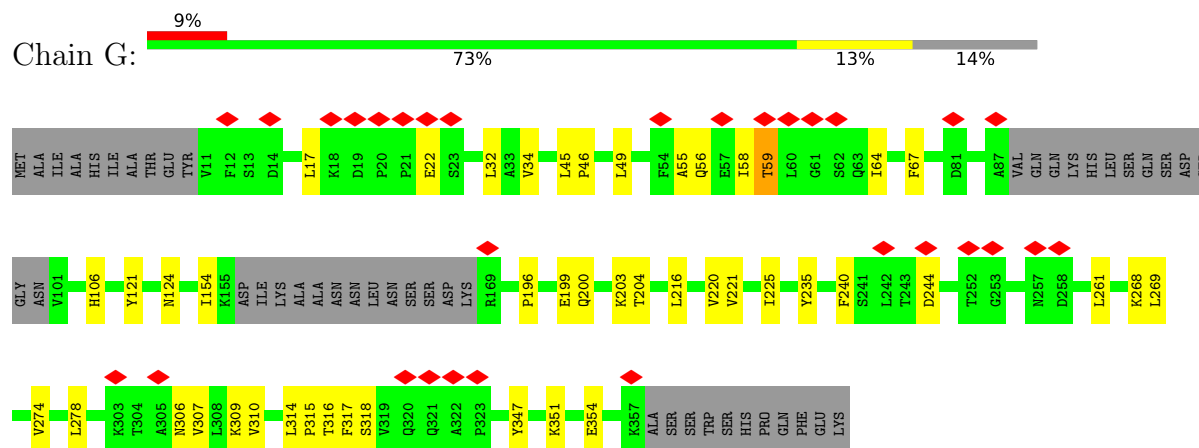 9%
Chain G:
73% 13% 14%
MET ALA ILE ALA HIS ILE ALA THR GLU TYR V11 F12 S13 D14 L17 K18 D19 P20 P21 E22 S23 L32 A33 V34 L45 P46 L49 F54 A55 Q56 E57 I58 T59 L60 G61 S62 Q63 I64 F67 D81 A87 VAL GLN GLN LYS HIS LEU SER GLN SER ASP
GLY ASN V101 H106 Y121 N124 I154 K155 ASP ILE LYS ALA ALA ASN ASN LEU ASN SER SER ASP LYS R169 P196 E199 Q200 K203 T204 L216 V220 V221 I225 Y235 F240 S241 L242 T243 D244 T252 G253 N257 D258 L261 K268 L269
V274 L278 K303 T304 A305 N306 V307 L308 K309 V310 L314 P315 T316 F317 S318 V319 Q320 Q321 A322 P323 Y347 K351 E354 K357 ALA SER SER TRP SER HIS PRO GLN PHE GLU LYS